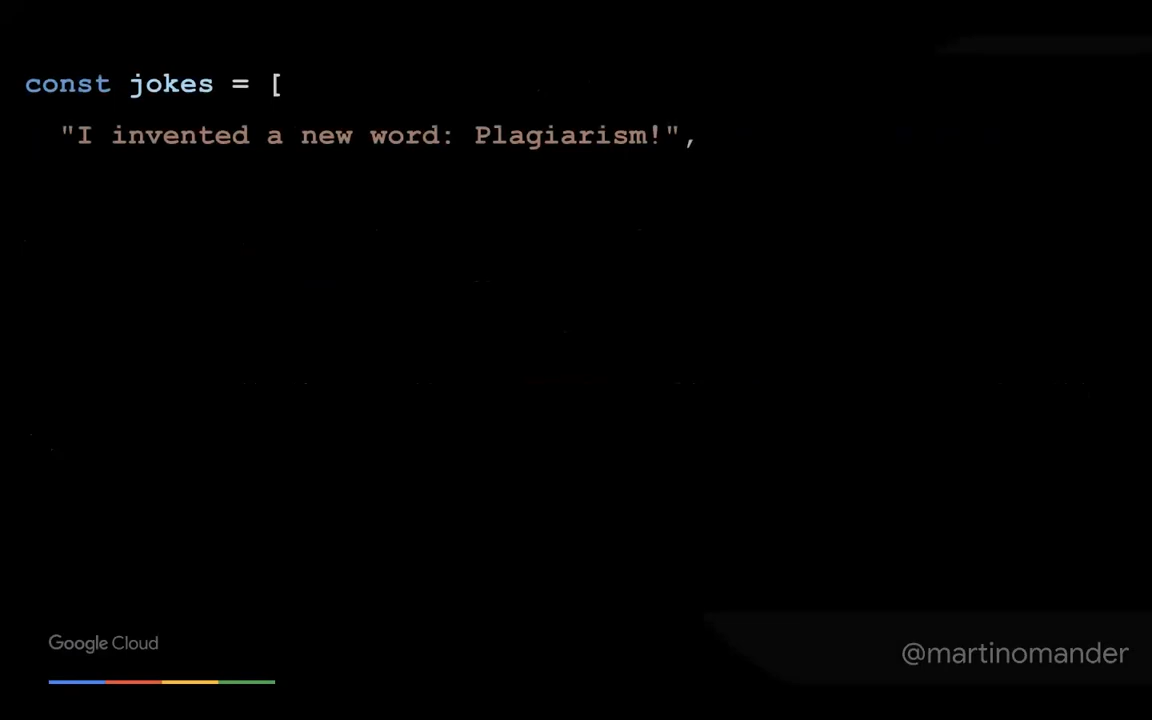 const jokes = [
"I invented a new word: Plagiarism!",
Google Cloud
@martinomander